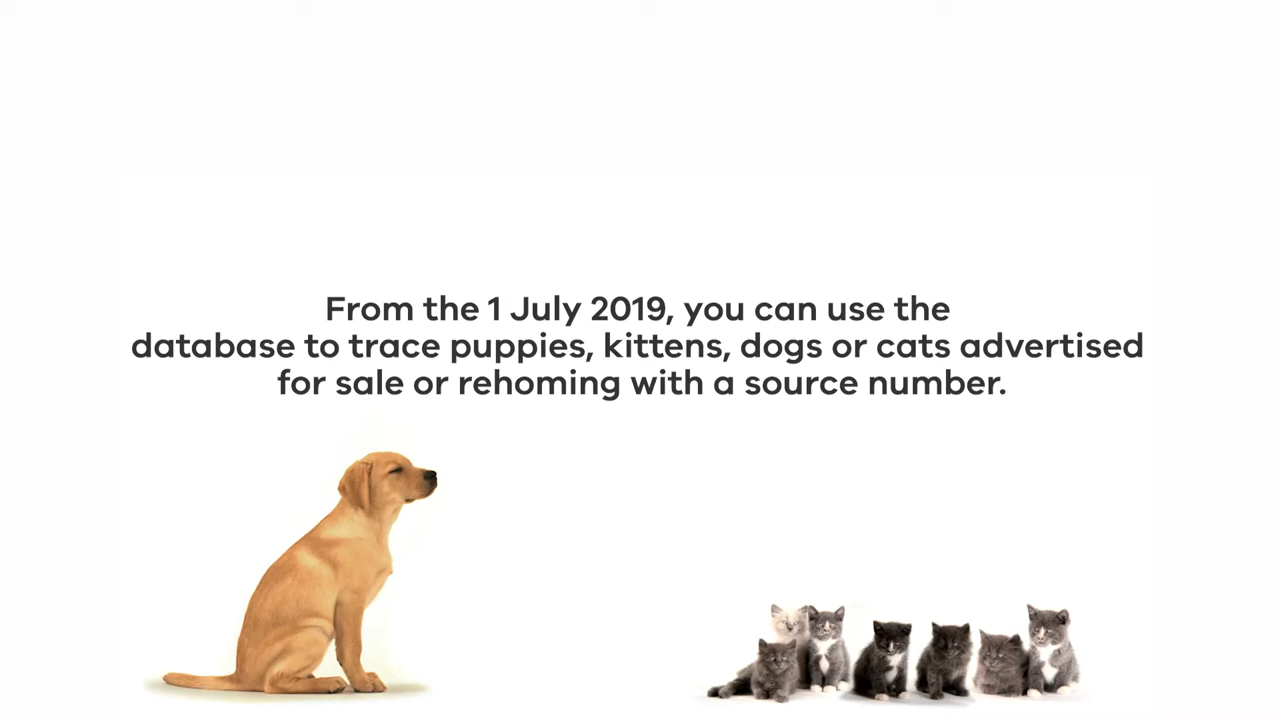 From the 1 July 2019, you can use the
database to trace puppies, kittens, dogs or cats advertised
for sale or rehoming with a source number.